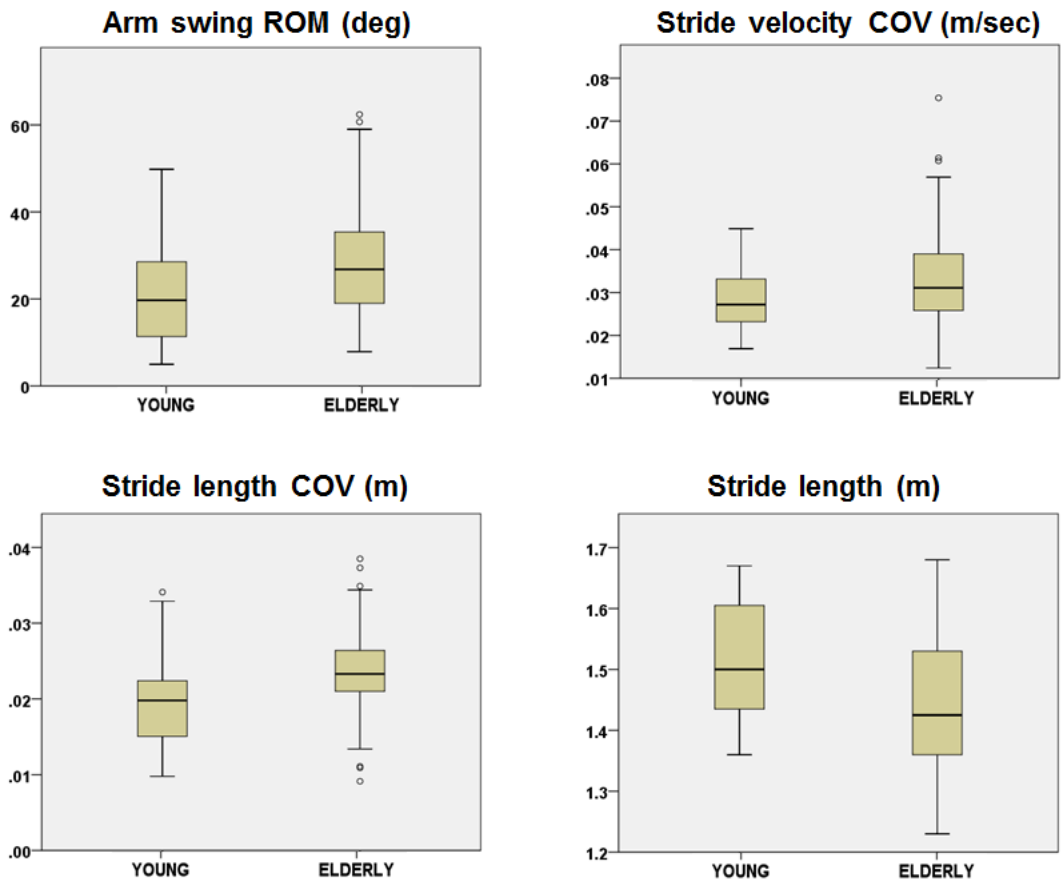 Arm swing ROM (deg)
60
40
20
0
YOUNG
ELDERLY
Stride velocity COV (m/sec)
.08
.07
.06
.05
.04
.03
.02
.01
YOUNG
ELDERLY
Stride length COV (m)
.04
.03
.02
.01
.00
YOUNG
ELDERLY
Stride length (m)
1.7
1.6
1.5
1.4
1.3
1.2
YOUNG
ELDERLY